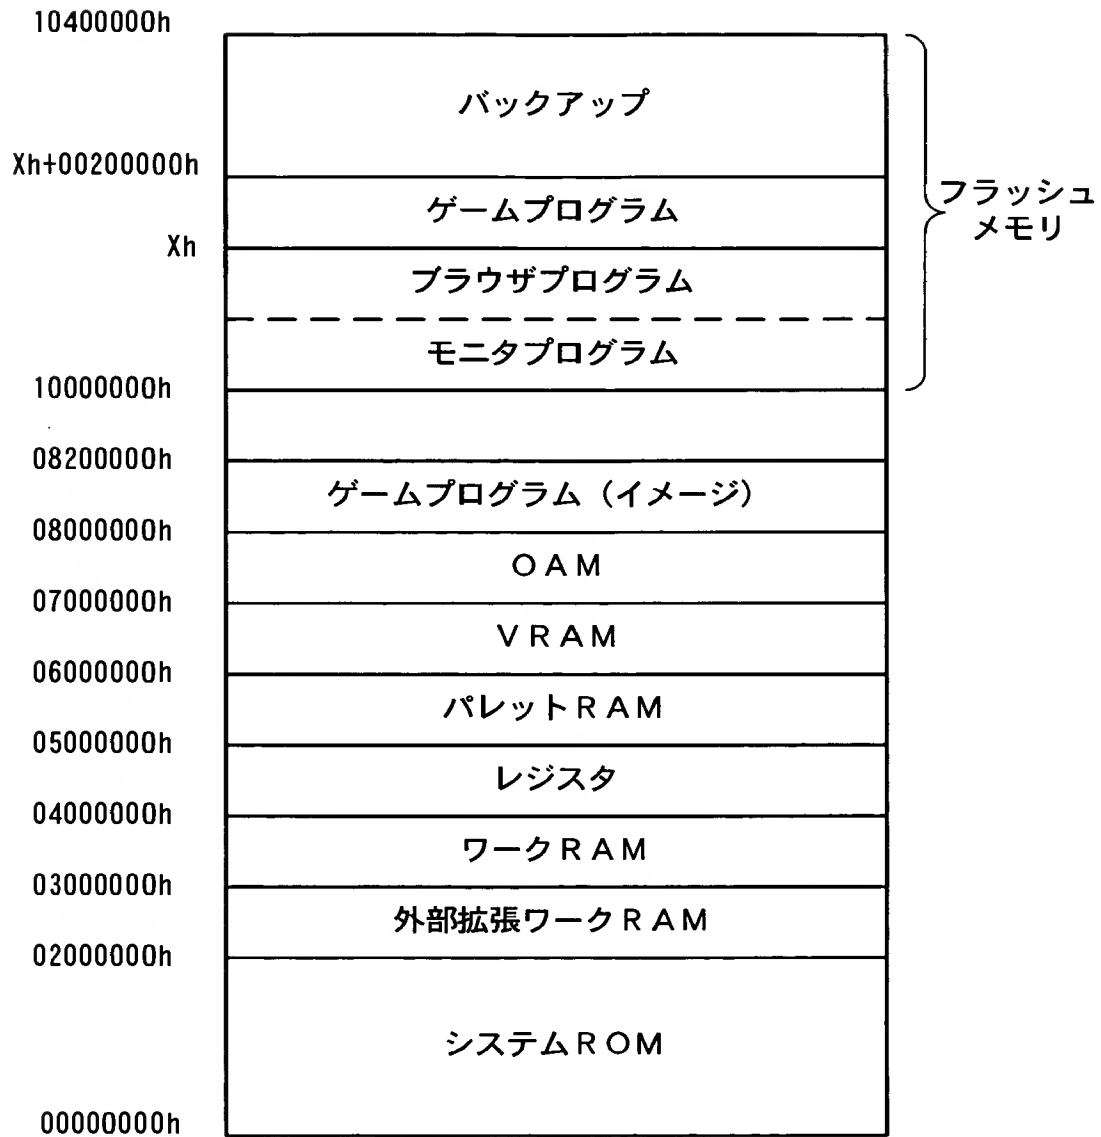 10400000h
バックアップ
Xh+00200000h
ゲームプログラム
フラッシュ
メモリ
Xh
ブラウザプログラム
モニタプログラム
10000000h
08200000h
ゲームプログラム（イメージ）
08000000h
ＯＡＭ
07000000h
ＶＲＡＭ
06000000h
パレットＲＡＭ
05000000h
レジスタ
04000000h
ワークＲＡＭ
03000000h
外部拡張ワークＲＡＭ
02000000h
システムＲＯＭ
00000000h